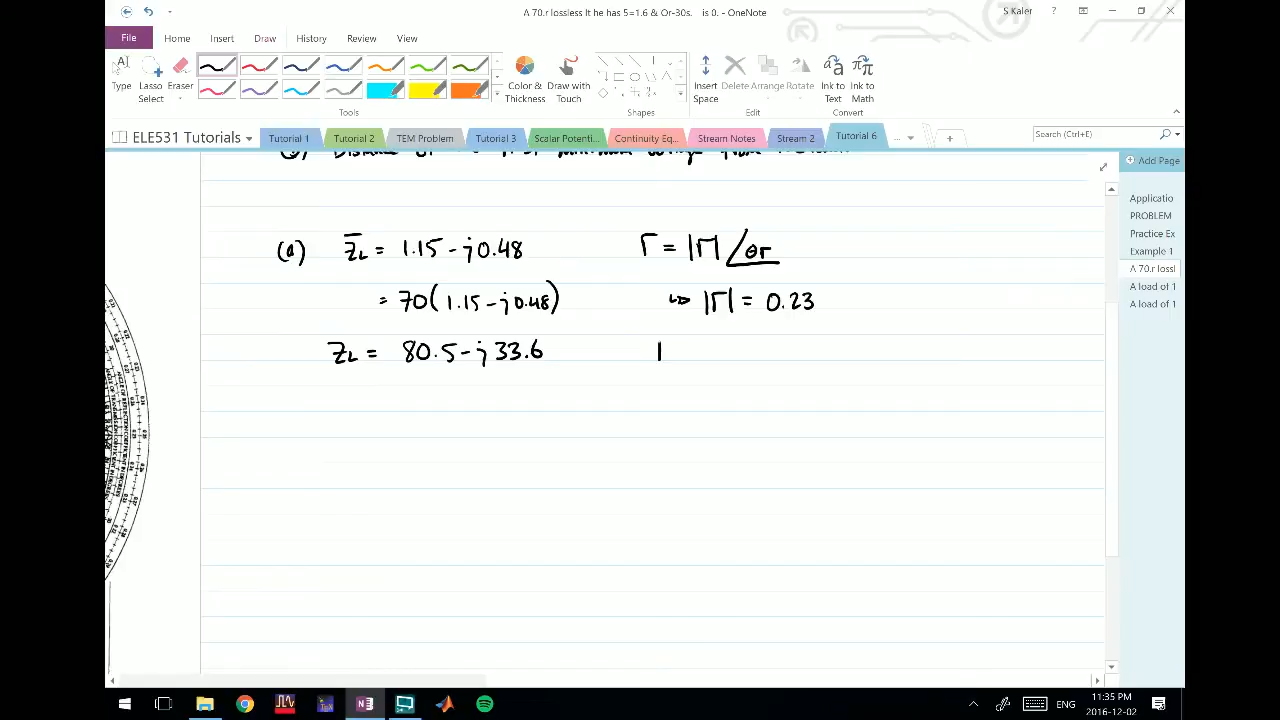 A 70.r lossless It he has 5=1.6 & Or-30s. is 0. - OneNote
S Kaler
?
File Home Insert Draw History Review View
Type Lasso Select Eraser
Color & Thickness Draw with Touch
Insert Space Delete Arrange Rotate Ink to Text Ink to Math
Tools Shapes Edit Convert
ELE531 Tutorials Tutorial 1 Tutorial 2 TEM Problem Tutorial 3 Scalar Potenti... Continuity Eq... Stream Notes Stream 2 Tutorial 6 ... Search (Ctrl+E)
Add Page
Applicatio
PROBLEM
Practice Ex
Example 1
A 70.r lossl
A load of 1
A load of 1
(a) z̅L = 1.15 - j0.48
= 70(1.15 - j0.48)
ZL = 80.5 - j33.6
Γ = |Γ| ∠θr
↳ |Γ| = 0.23
11:35 PM
2016-12-02